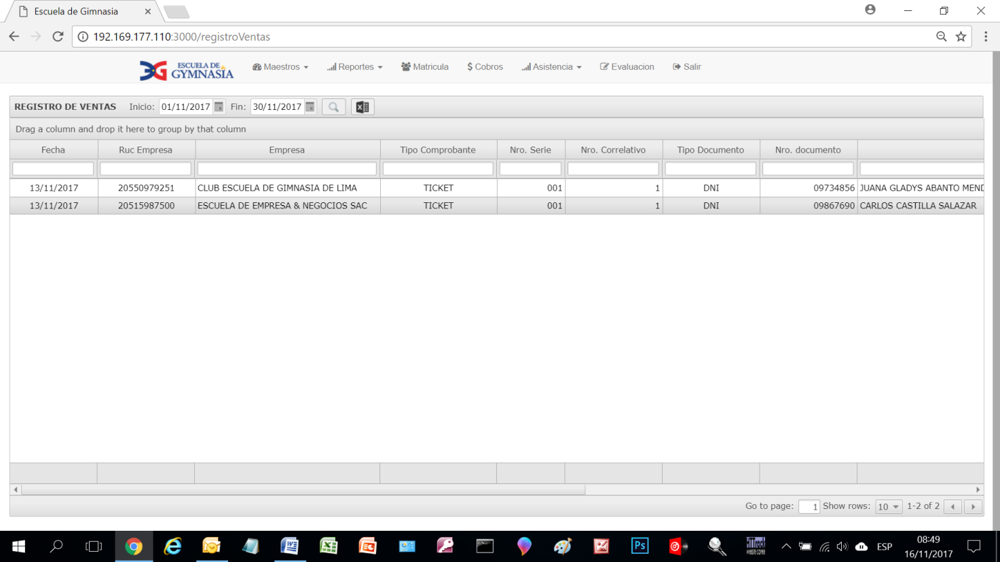 Escuela de Gimnasia
192.169.177.110:3000/registroVentas
ESCUELA DE GYMNASIA
Maestros Reportes Matricula $ Cobros Asistencia Evaluacion Salir
REGISTRO DE VENTAS Inicio: 01/11/2017 Fin: 30/11/2017
Drag a column and drop it here to group by that column
Fecha Ruc Empresa Empresa Tipo Comprobante Nro. Serie Nro. Correlativo Tipo Documento Nro. documento
13/11/2017 20550979251 CLUB ESCUELA DE GIMNASIA DE LIMA TICKET 001 1 DNI 09734856 JUANA GLADYS ABANTO MEND
13/11/2017 20515987500 ESCUELA DE EMPRESA & NEGOCIOS SAC TICKET 001 1 DNI 09867690 CARLOS CASTILLA SALAZAR
Go to page: 1 Show rows: 10 1-2 of 2
Ps
ESP
08:49
16/11/2017